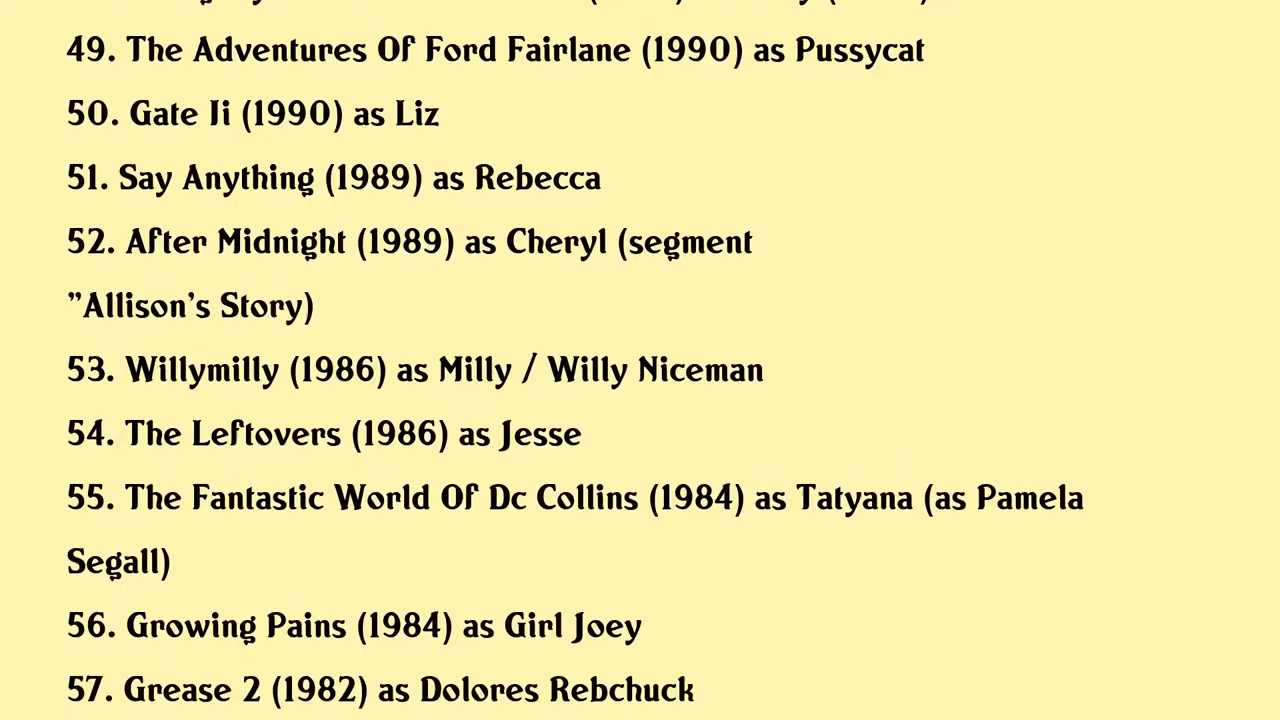 49. The Adventures Of Ford Fairlane (1990) as Pussycat
50. Gate Ii (1990) as Liz
51. Say Anything (1989) as Rebecca
52. After Midnight (1989) as Cheryl (segment
”Allison’s Story)
53. Willymilly (1986) as Milly / Willy Niceman
54. The Leftovers (1986) as Jesse
55. The Fantastic World Of Dc Collins (1984) as Tatyana (as Pamela
Segall)
56. Growing Pains (1984) as Girl Joey
57. Grease 2 (1982) as Dolores Rebchuck